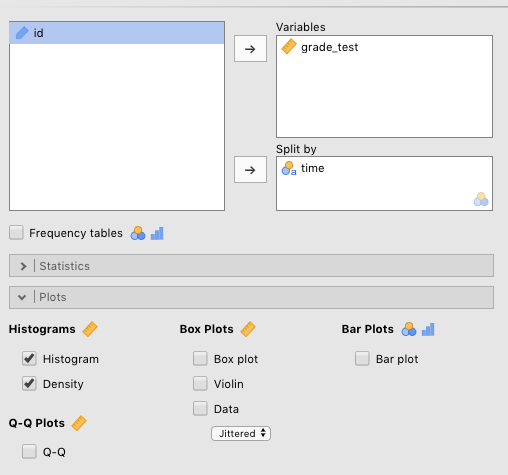 Variables
id
grade_test
Split by
time
a
Frequency tables
Statistics
Plots
Histograms
Box Plots
Bar Plots
Histogram
Box plot
Bar plot
Density
Violin
Data
Q-Q Plots
Jittered
Q-Q